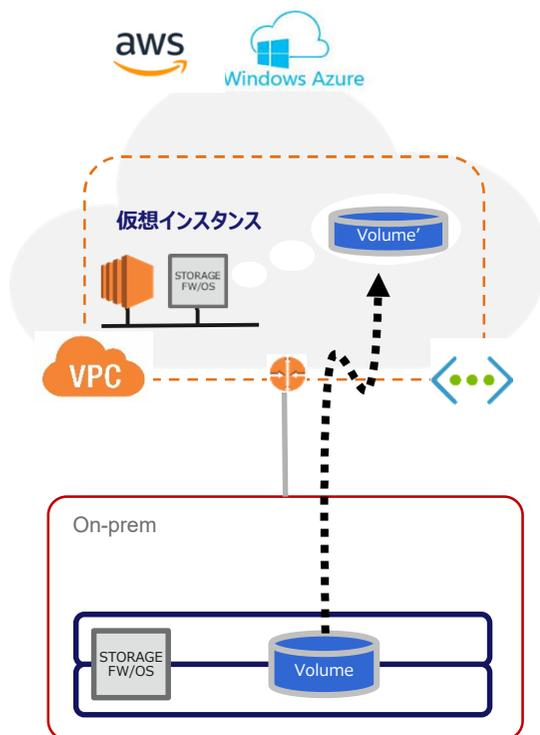 aws
Windows Azure
仮想インスタンス
Volume′
STORAGE
FW/OS
VPC
On-prem
STORAGE
FW/OS
Volume